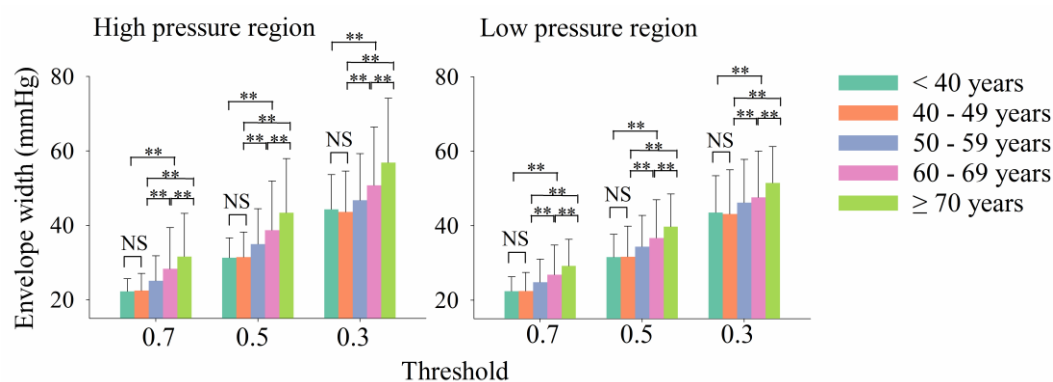 High pressure region
Low pressure region
Envelope width (mmHg)
80
60
40
20
NS
**
**
**
**
NS
**
**
**
**
NS
**
**
**
**
0.7
0.5
0.3
80
60
40
20
NS
**
**
**
**
NS
**
**
**
**
NS
**
**
**
**
0.7
0.5
0.3
Threshold
< 40 years
40 - 49 years
50 - 59 years
60 - 69 years
≥ 70 years